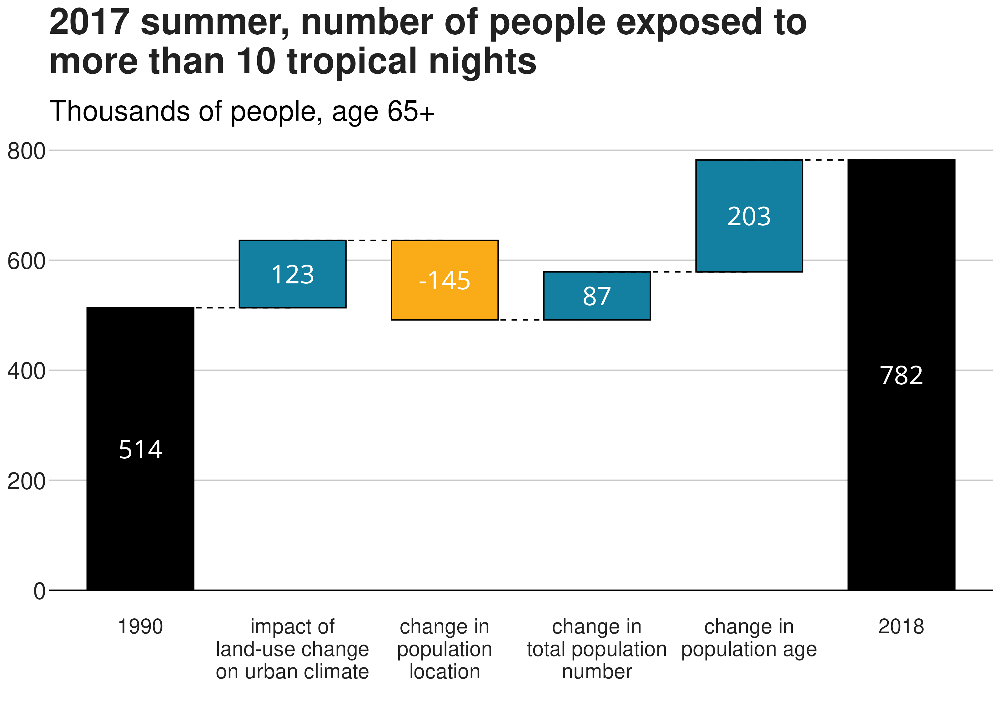 2017 summer, number of people exposed to
more than 10 tropical nights
Thousands of people, age 65+
800
600
400
200
0
514
123
-145
87
203
782
1990
impact of
land-use change
on urban climate
change in
population
location
change in
total population
number
change in
population age
2018